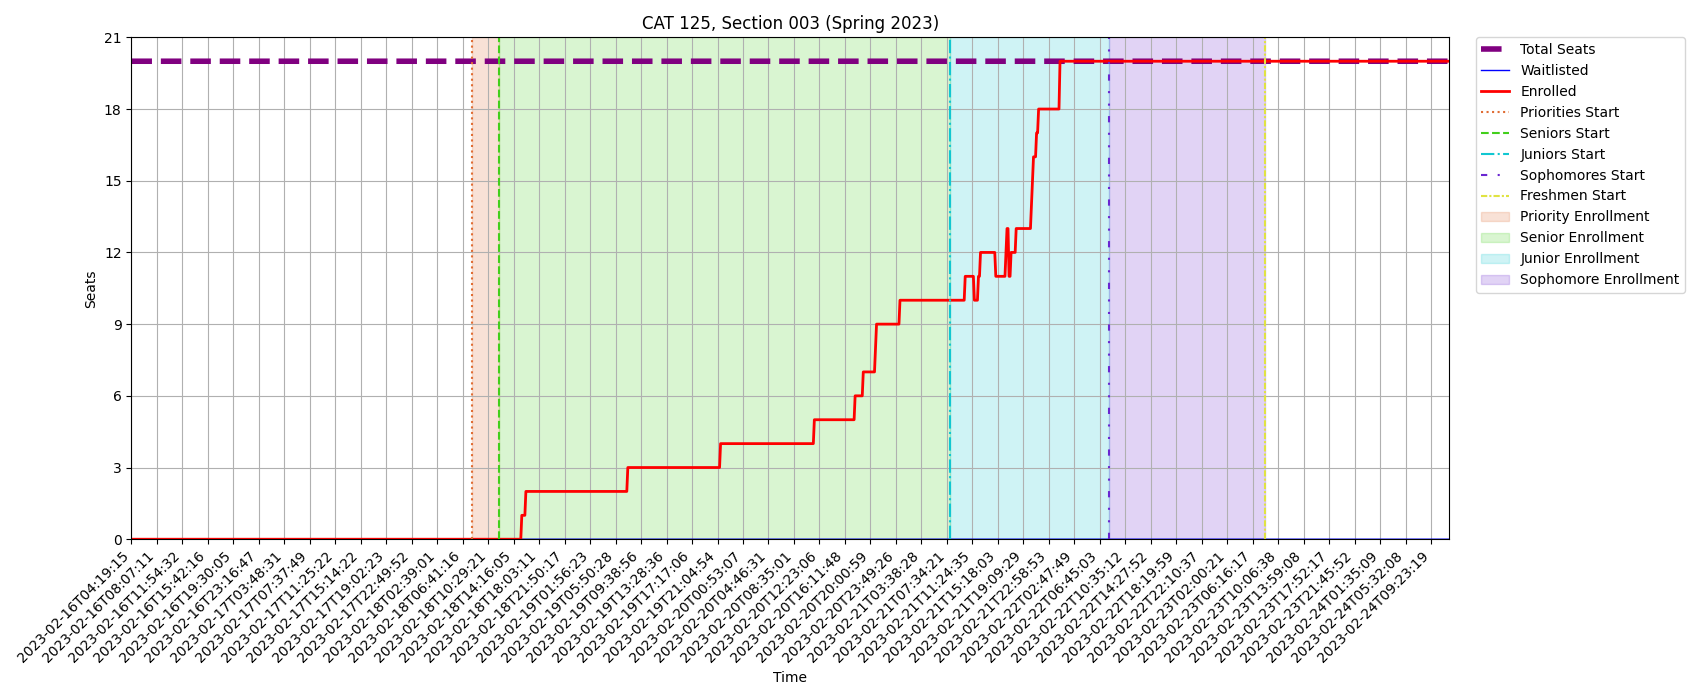 CAT 125, Section 003 (Spring 2023)
21
18
15
12
9
6
3
0
Seats
2023-02-16T04:19:15
2023-02-16T08:07:11
2023-02-16T11:54:32
2023-02-16T15:42:16
2023-02-16T19:30:05
2023-02-16T23:16:47
2023-02-17T03:48:31
2023-02-17T07:37:49
2023-02-17T11:25:22
2023-02-17T15:14:22
2023-02-17T19:02:23
2023-02-17T22:49:52
2023-02-18T02:39:01
2023-02-18T06:41:16
2023-02-18T10:29:21
2023-02-18T14:16:05
2023-02-18T18:03:11
2023-02-18T21:50:17
2023-02-19T01:56:23
2023-02-19T05:50:28
2023-02-19T09:38:56
2023-02-19T13:28:36
2023-02-19T17:17:06
2023-02-19T21:04:54
2023-02-20T00:53:07
2023-02-20T04:46:31
2023-02-20T08:35:01
2023-02-20T12:23:06
2023-02-20T16:11:48
2023-02-20T20:00:59
2023-02-20T23:49:26
2023-02-21T03:38:28
2023-02-21T07:34:21
2023-02-21T11:24:35
2023-02-21T15:18:03
2023-02-21T19:09:29
2023-02-21T22:58:53
2023-02-22T02:47:49
2023-02-22T06:45:03
2023-02-22T10:35:12
2023-02-22T14:27:52
2023-02-22T18:19:59
2023-02-22T22:10:37
2023-02-23T02:00:21
2023-02-23T06:16:17
2023-02-23T10:06:38
2023-02-23T13:59:08
2023-02-23T17:52:17
2023-02-23T21:45:52
2023-02-24T01:35:09
2023-02-24T05:32:08
2023-02-24T09:23:19
Time
Total Seats
Waitlisted
Enrolled
Priorities Start
Seniors Start
Juniors Start
Sophomores Start
Freshmen Start
Priority Enrollment
Senior Enrollment
Junior Enrollment
Sophomore Enrollment